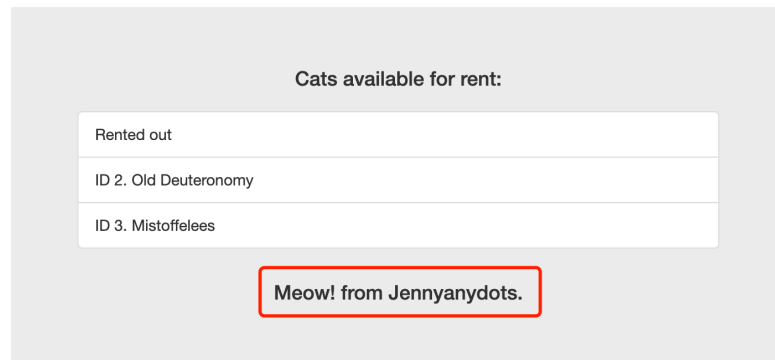 Cats available for rent:
Rented out
ID 2. Old Deuteronomy
ID 3. Mistoffelees
Meow! from Jennyanydots.